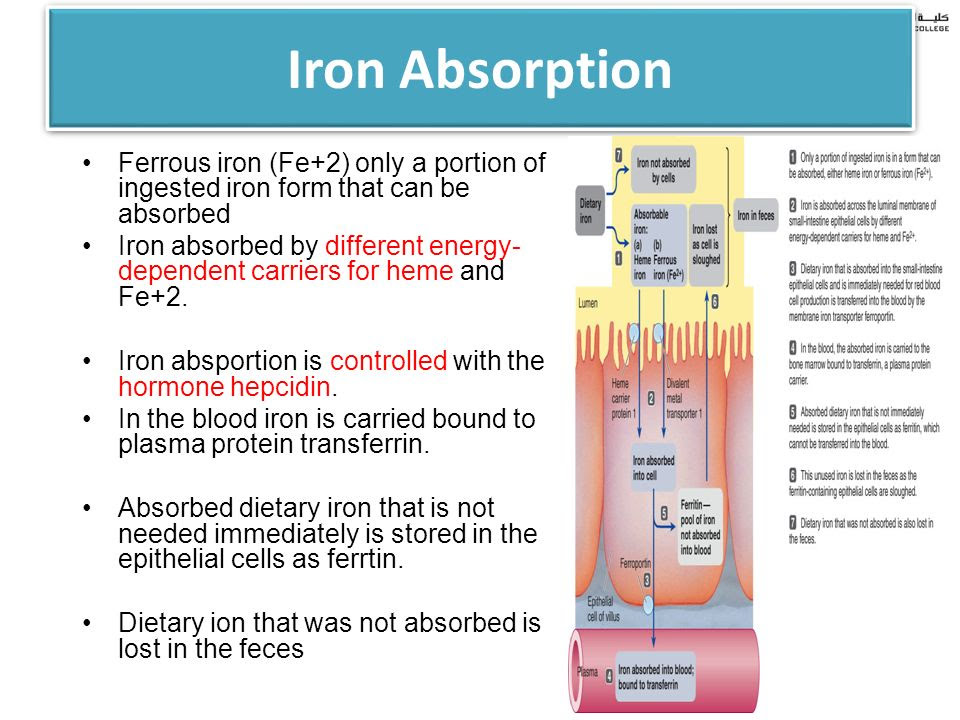 كلية
COLLEGE
Iron Absorption
• Ferrous iron (Fe+2) only a portion of
ingested iron form that can be
absorbed
• Iron absorbed by different energy-
dependent carriers for heme and
Fe+2.
• Iron absportion is controlled with the
hormone hepcidin.
• In the blood iron is carried bound to
plasma protein transferrin.
• Absorbed dietary iron that is not
needed immediately is stored in the
epithelial cells as ferrtin.
• Dietary ion that was not absorbed is
lost in the feces
7
Iron not absorbed
by cells
Dietary
iron
Absorbable
iron:
(a) (b)
Heme Ferrous
iron iron (Fe2+)
Iron lost
as cell is
sloughed
Iron in feces
1
6
Lumen
Heme
carrier
protein 1
2
Divalent
metal
transporter 1
Iron absorbed
into cell
5
Ferritin—
pool of iron
not absorbed
into blood
Ferroportin
3
Epithelial
cell of villus
Plasma
4
Iron absorbed into blood;
bound to transferrin
1 Only a portion of ingested iron is in a form that can
be absorbed, either heme iron or ferrous iron (Fe2+).
2 Iron is absorbed across the luminal membrane of
small-intestine epithelial cells by different
energy-dependent carriers for heme and Fe2+.
3 Dietary iron that is absorbed into the small-intestine
epithelial cells and is immediately needed for red blood
cell production is transferred into the blood by the
membrane iron transporter ferroportin.
4 In the blood, the absorbed iron is carried to the
bone marrow bound to transferrin, a plasma protein
carrier.
5 Absorbed dietary iron that is not immediately
needed is stored in the epithelial cells as ferritin, which
cannot be transferred into the blood.
6 This unused iron is lost in the feces as the
ferritin-containing epithelial cells are sloughed.
7 Dietary iron that was not absorbed is also lost in
the feces.